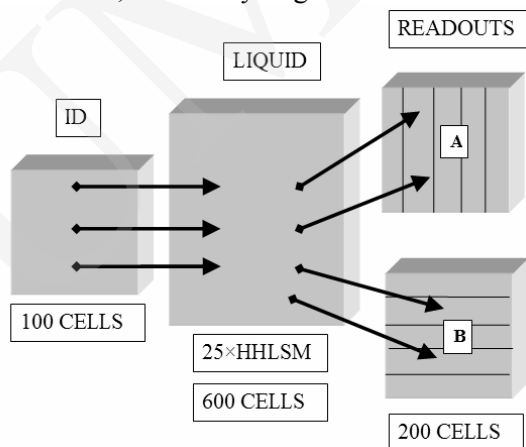 READOUTS
LIQUID
ID
A
B
100 CELLS
25×HHLSM
600 CELLS
200 CELLS